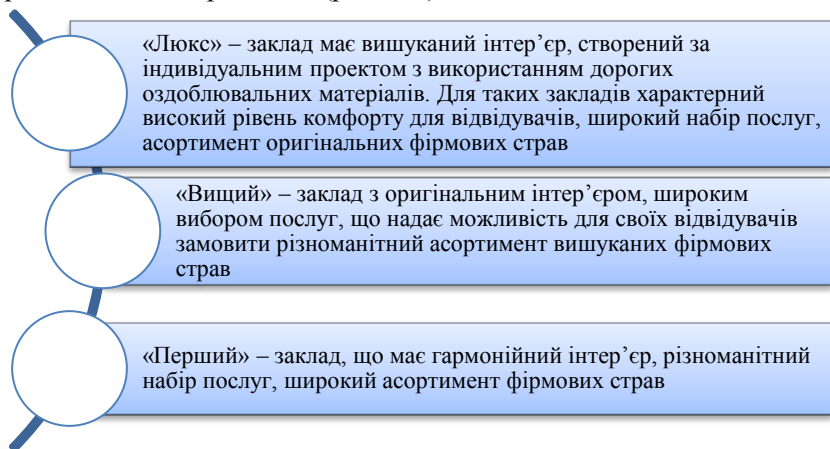 «Люкс» – заклад має вишуканий інтер’єр, створений за
індивідуальним проектом з використанням дорогих
оздоблювальних матеріалів. Для таких закладів характерний
високий рівень комфорту для відвідувачів, широкий набір послуг,
асортимент оригінальних фірмових страв
«Вищий» – заклад з оригінальним інтер’єром, широким
вибором послуг, що надає можливість для своїх відвідувачів
замовити різноманітний асортимент вишуканих фірмових
страв
«Перший» – заклад, що має гармонійний інтер’єр, різноманітний
набір послуг, широкий асортимент фірмових страв